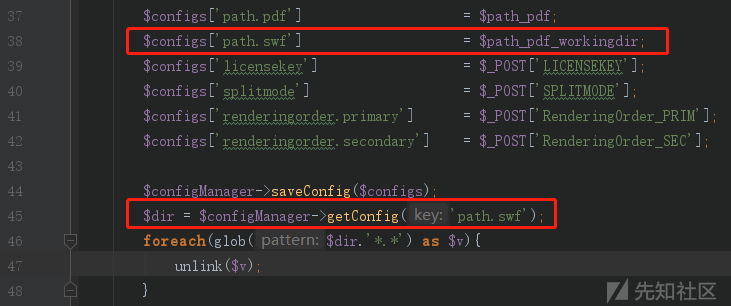 37 $configs['path.pdf'] = $path_pdf;
38 $configs['path.swf'] = $path_pdf_workingdir;
39 $configs['licensekey'] = $_POST['LICENSEKEY'];
40 $configs['splitmode'] = $_POST['SPLITMODE'];
41 $configs['renderingorder.primary'] = $_POST['RenderingOrder_PRIM'];
42 $configs['renderingorder.secondary'] = $_POST['RenderingOrder_SEC'];
43
44 $configManager->saveConfig($configs);
45 $dir = $configManager->getConfig( key: 'path.swf');
46 foreach(glob( pattern: $dir.'*.*') as $v){
47 unlink($v);
48 }
先知社区